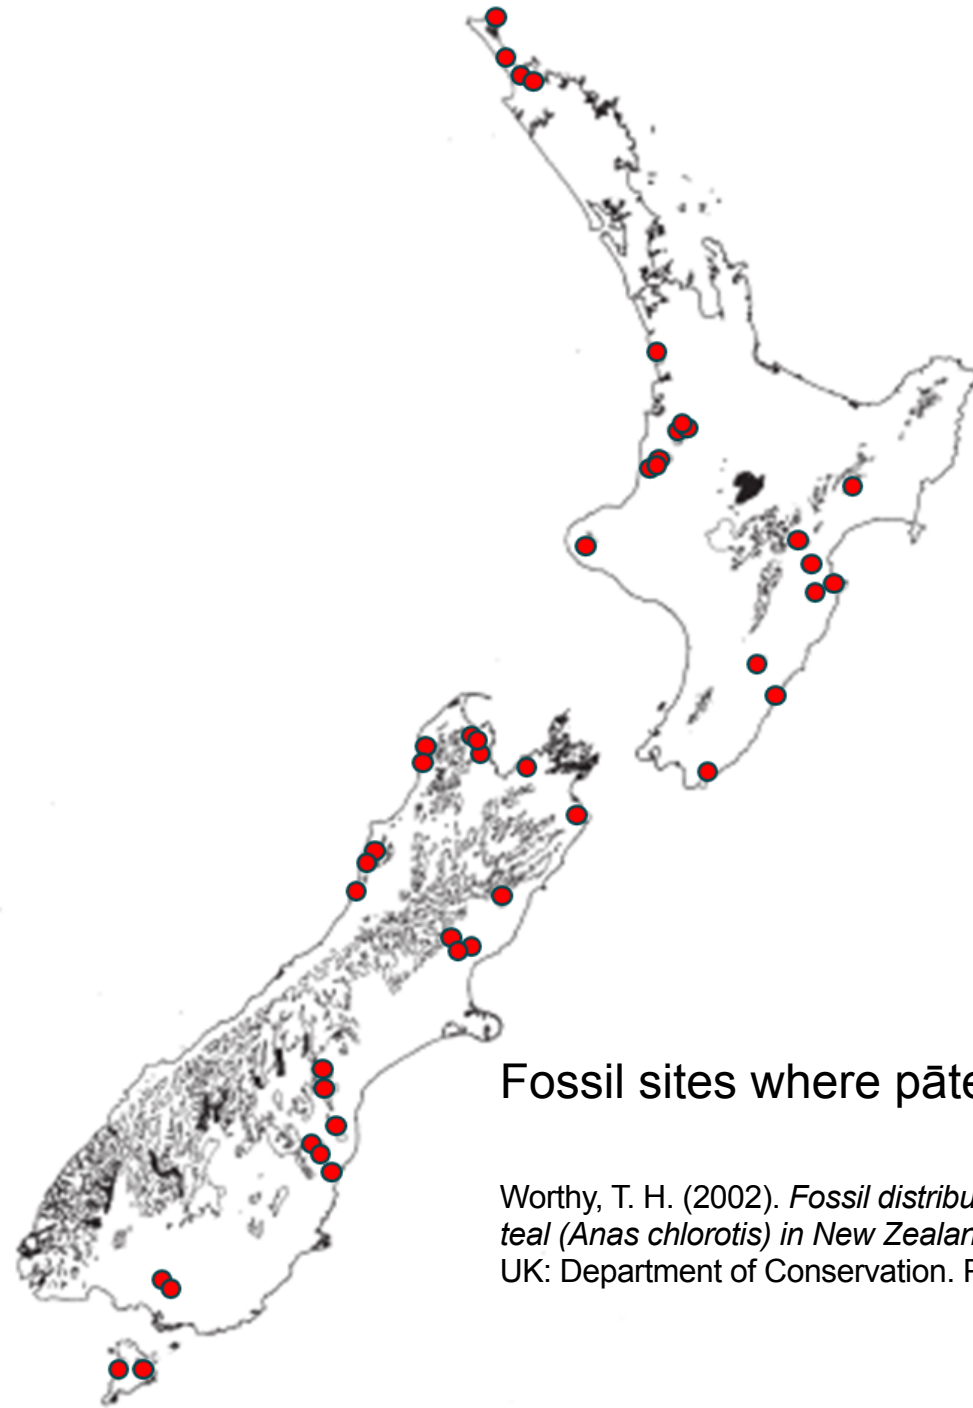 Fossil sites where pāte
Worthy, T. H. (2002). Fossil distribu
teal (Anas chlorotis) in New Zealan
UK: Department of Conservation. F